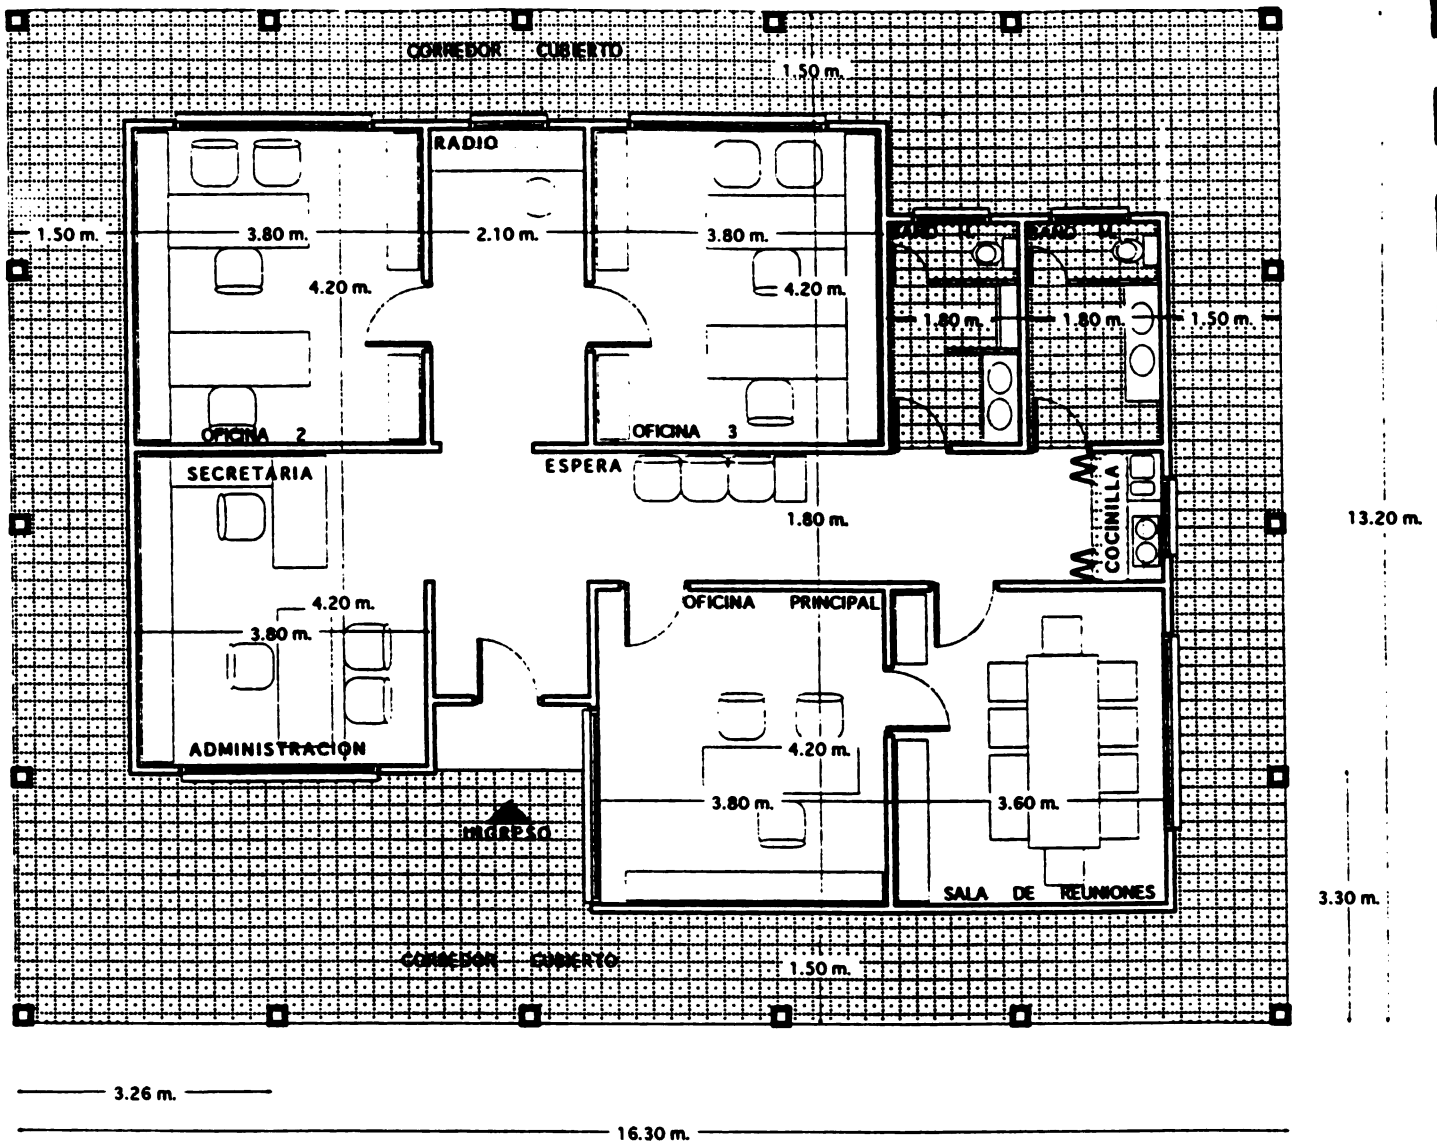 CORREDOR CUBIERTO
1.50 m.
RADIO
1.50 m.
3.80 m.
2.10 m.
3.80 m.
BAÑO H.
BAÑO M.
4.20 m.
4.20 m.
1.80 m.
1.80 m.
1.50 m.
OFICINA 2
OFICINA 3
SECRETARIA
ESPERA
1.80 m.
COCINILLA
13.20 m.
4.20 m.
3.80 m.
OFICINA PRINCIPAL
ADMINISTRACION
4.20 m.
3.80 m.
3.60 m.
INGRESO
SALA DE REUNIONES
3.30 m.
CORREDOR CUBIERTO
1.50 m.
3.26 m.
16.30 m.